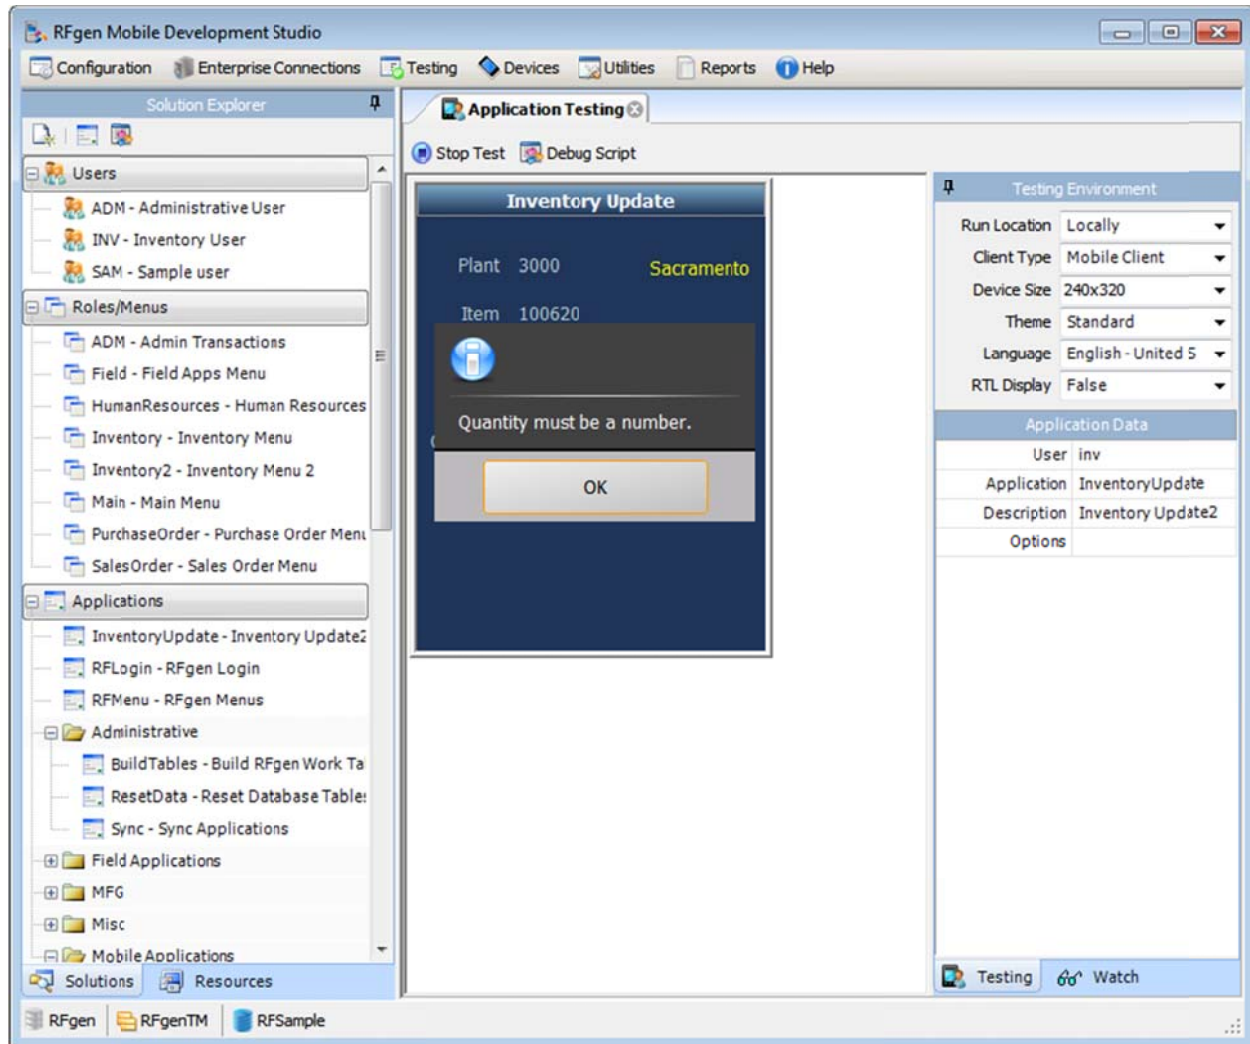 RFgen Mobile Development Studio
Configuration Enterprise Connections Testing Devices Utilities Reports Help
Solution Explorer
Users
ADM - Administrative User
INV - Inventory User
SAM - Sample user
Roles/Menus
ADM - Admin Transactions
Field - Field Apps Menu
HumanResources - Human Resources
Inventory - Inventory Menu
Inventory2 - Inventory Menu 2
Main - Main Menu
PurchaseOrder - Purchase Order Menu
SalesOrder - Sales Order Menu
Applications
InventoryUpdate - Inventory Update2
RFLogin - RFgen Login
RFMenu - RFgen Menus
Administrative
BuildTables - Build RFgen Work Ta
ResetData - Reset Database Tables
Sync - Sync Applications
Field Applications
MFG
Misc
Mobile Applications
Solutions Resources
Application Testing
Stop Test Debug Script
Inventory Update
Plant 3000 Sacramento
Item 100620
Quantity must be a number.
OK
Testing Environment
Run Location Locally
Client Type Mobile Client
Device Size 240x320
Theme Standard
Language English - United S
RTL Display False
Application Data
User inv
Application InventoryUpdate
Description Inventory Update2
Options
Testing Watch
RFgen RFgenTM RFSample